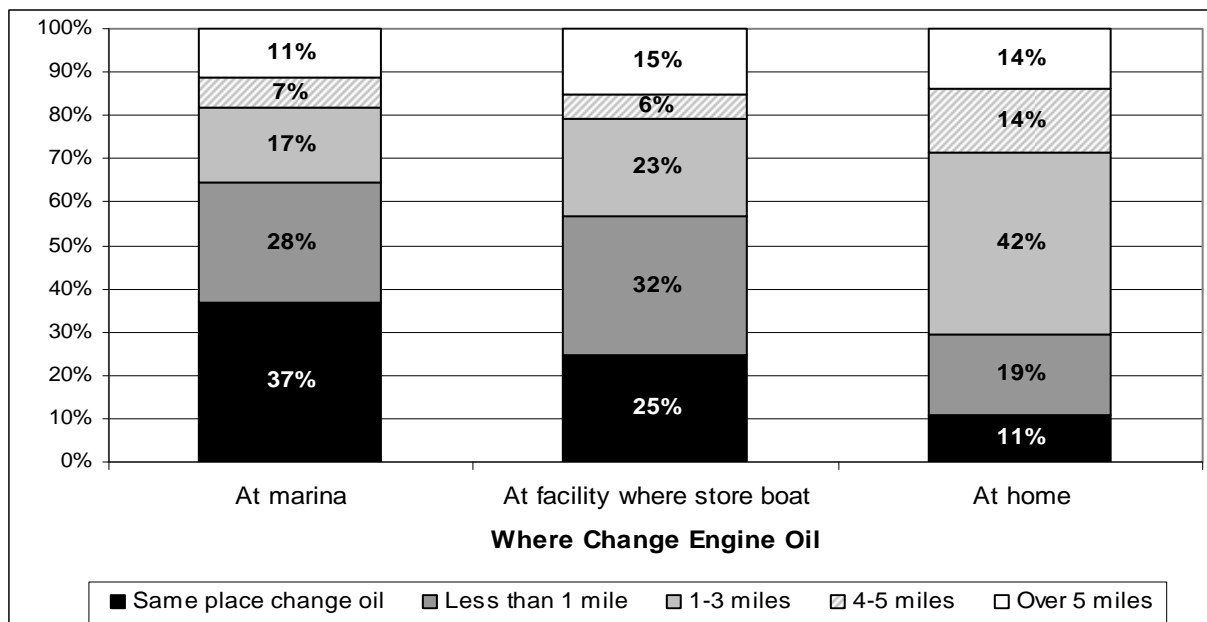 100%
90%
80%
70%
60%
50%
40%
30%
20%
10%
0%
11%
7%
17%
28%
37%
15%
6%
23%
32%
25%
14%
14%
42%
19%
11%
At marina
At facility where store boat
At home
Where Change Engine Oil
Same place change oil
Less than 1 mile
1-3 miles
4-5 miles
Over 5 miles